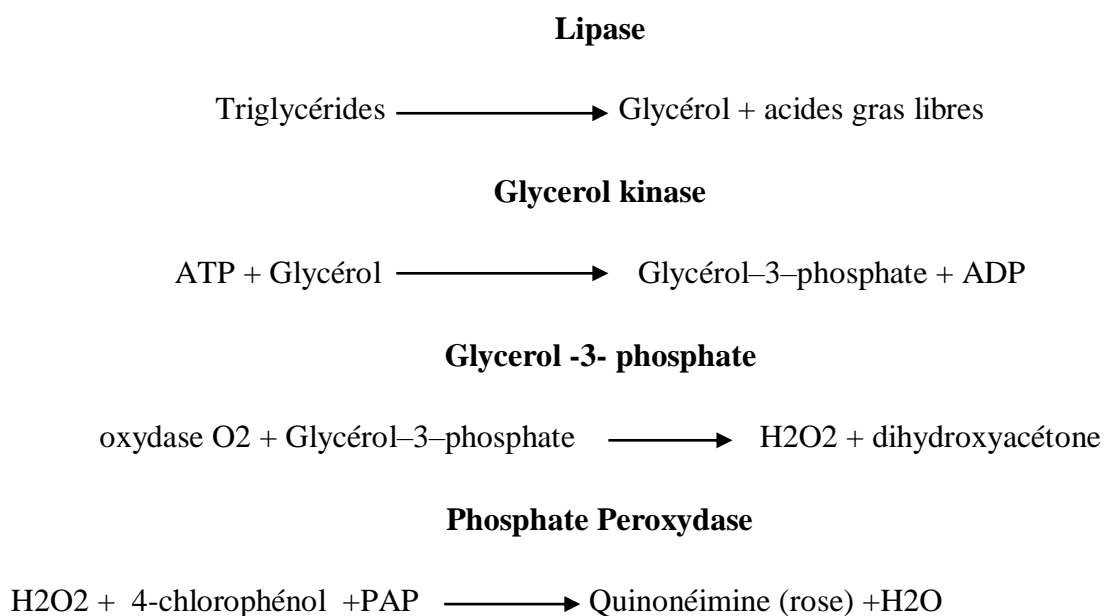 Lipase
Triglycérides Glycérol + acides gras libres
Glycerol kinase
ATP + Glycérol Glycérol–3–phosphate + ADP
Glycerol -3- phosphate
oxydase O2 + Glycérol–3–phosphate H2O2 + dihydroxyacétone
Phosphate Peroxydase
H2O2 + 4-chlorophénol +PAP Quinonéimine (rose) +H2O